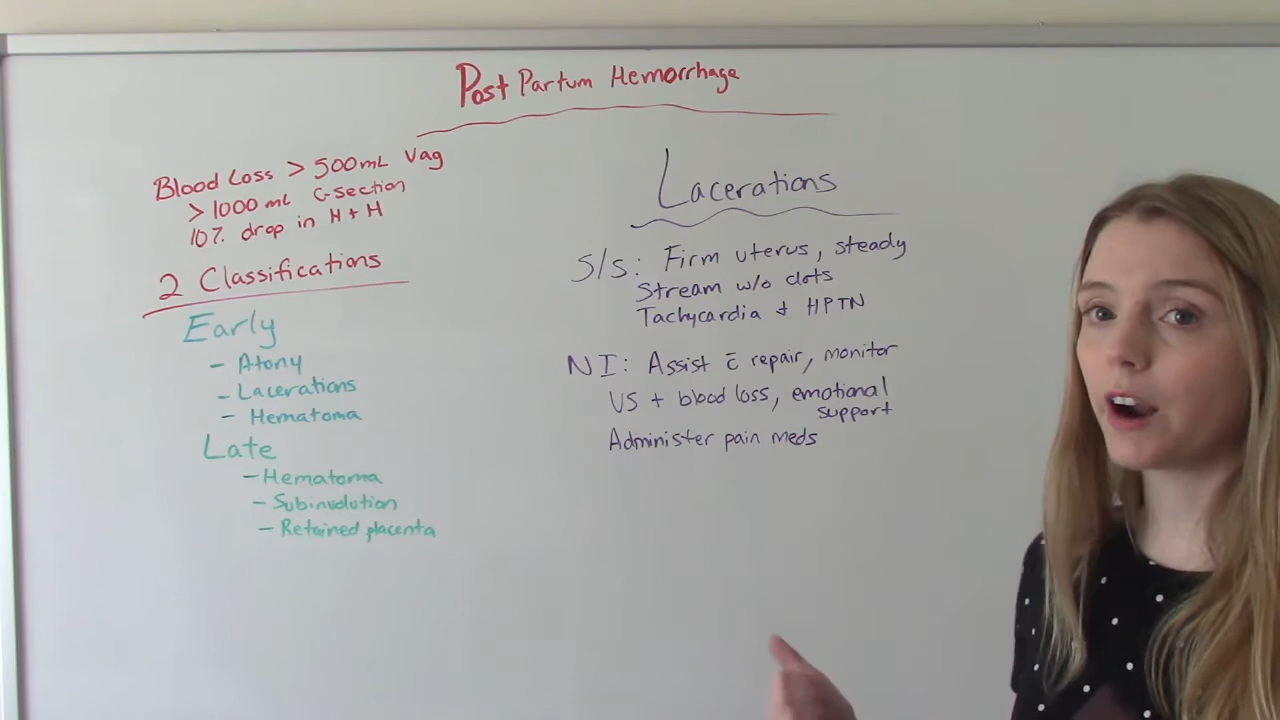 Post Partum Hemorrhage
Blood Loss > 500mL Vag
> 1000 mL C-section
10% drop in H + H
2 Classifications
Early
- Atony
- Lacerations
- Hematoma
Late
- Hematoma
- Subinvolution
- Retained placenta
Lacerations
S/S: Firm uterus, steady
Stream w/o clots
Tachycardia + HPTN
NI: Assist c̄ repair, monitor
VS + blood loss, emotional
support
Administer pain meds